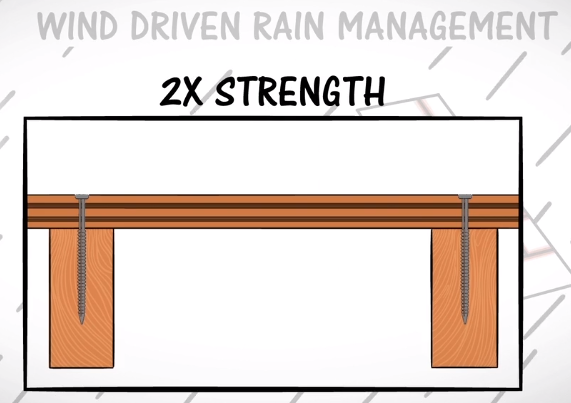 WIND DRIVEN RAIN MANAGEMENT
2X STRENGTH